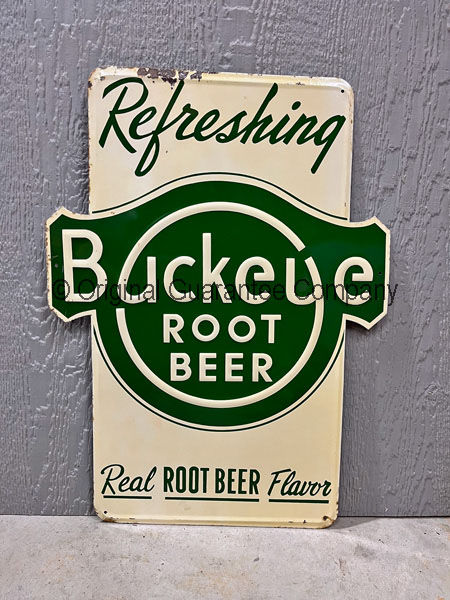 Refreshing
Buckeye
© Original Guarantee Company
ROOT
BEER
Real ROOT BEER Flavor